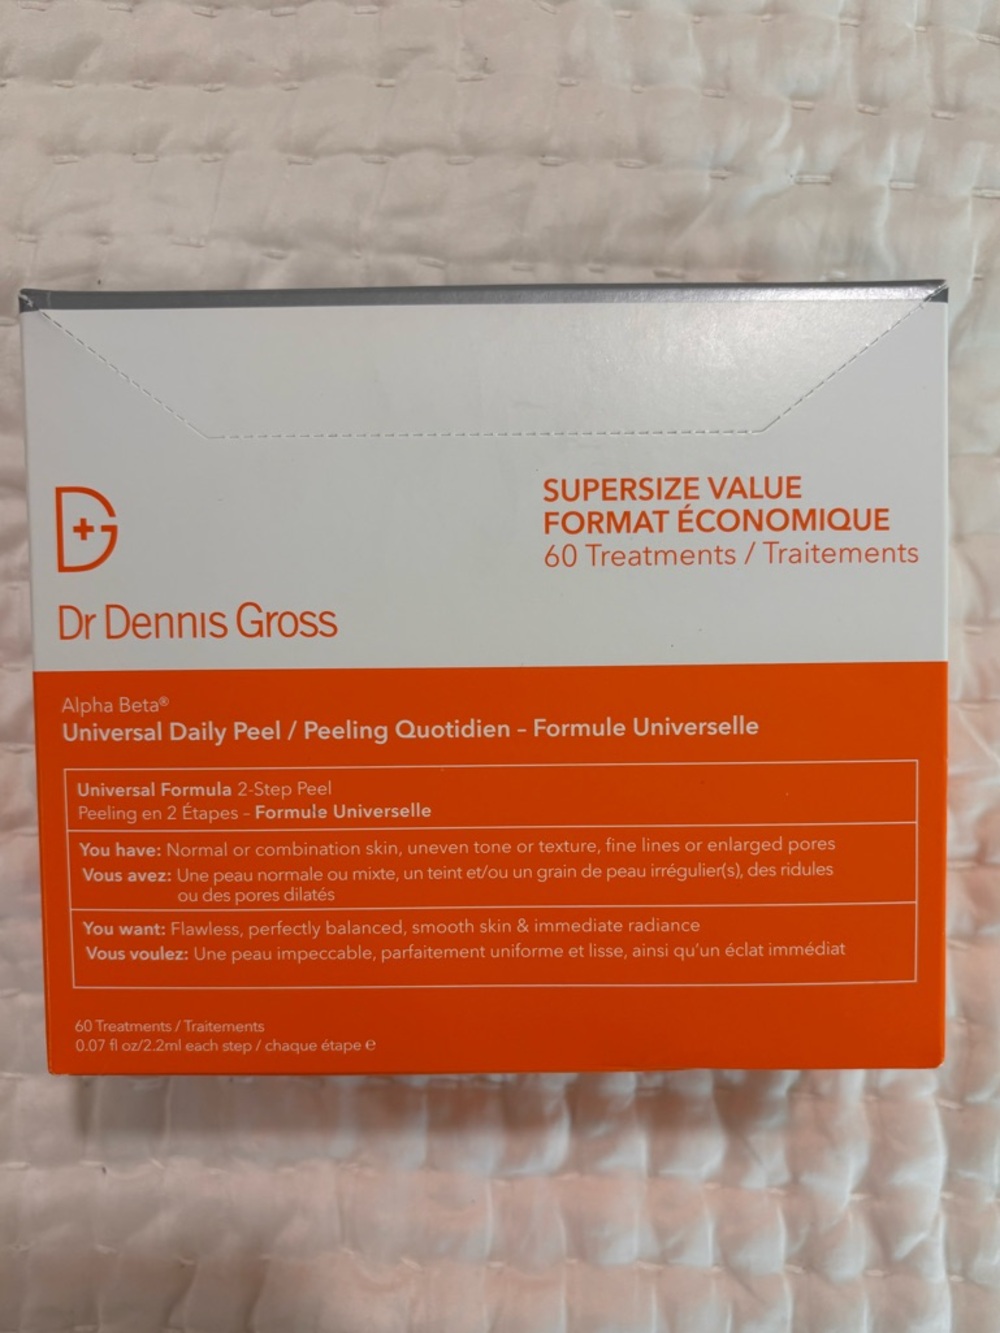 SUPERSIZE VALUE
FORMAT ÉCONOMIQUE
60 Treatments / Traitements
D+G
Dr Dennis Gross
Alpha Beta®
Universal Daily Peel / Peeling Quotidien – Formule Universelle
Universal Formula 2-Step Peel
Peeling en 2 Étapes – Formule Universelle
You have: Normal or combination skin, uneven tone or texture, fine lines or enlarged pores
Vous avez: Une peau normale ou mixte, un teint et/ou un grain de peau irrégulier(s), des ridules
ou des pores dilatés
You want: Flawless, perfectly balanced, smooth skin & immediate radiance
Vous voulez: Une peau impeccable, parfaitement uniforme et lisse, ainsi qu'un éclat immédiat
60 Treatments / Traitements
0.07 fl oz/2.2ml each step / chaque étape ℮